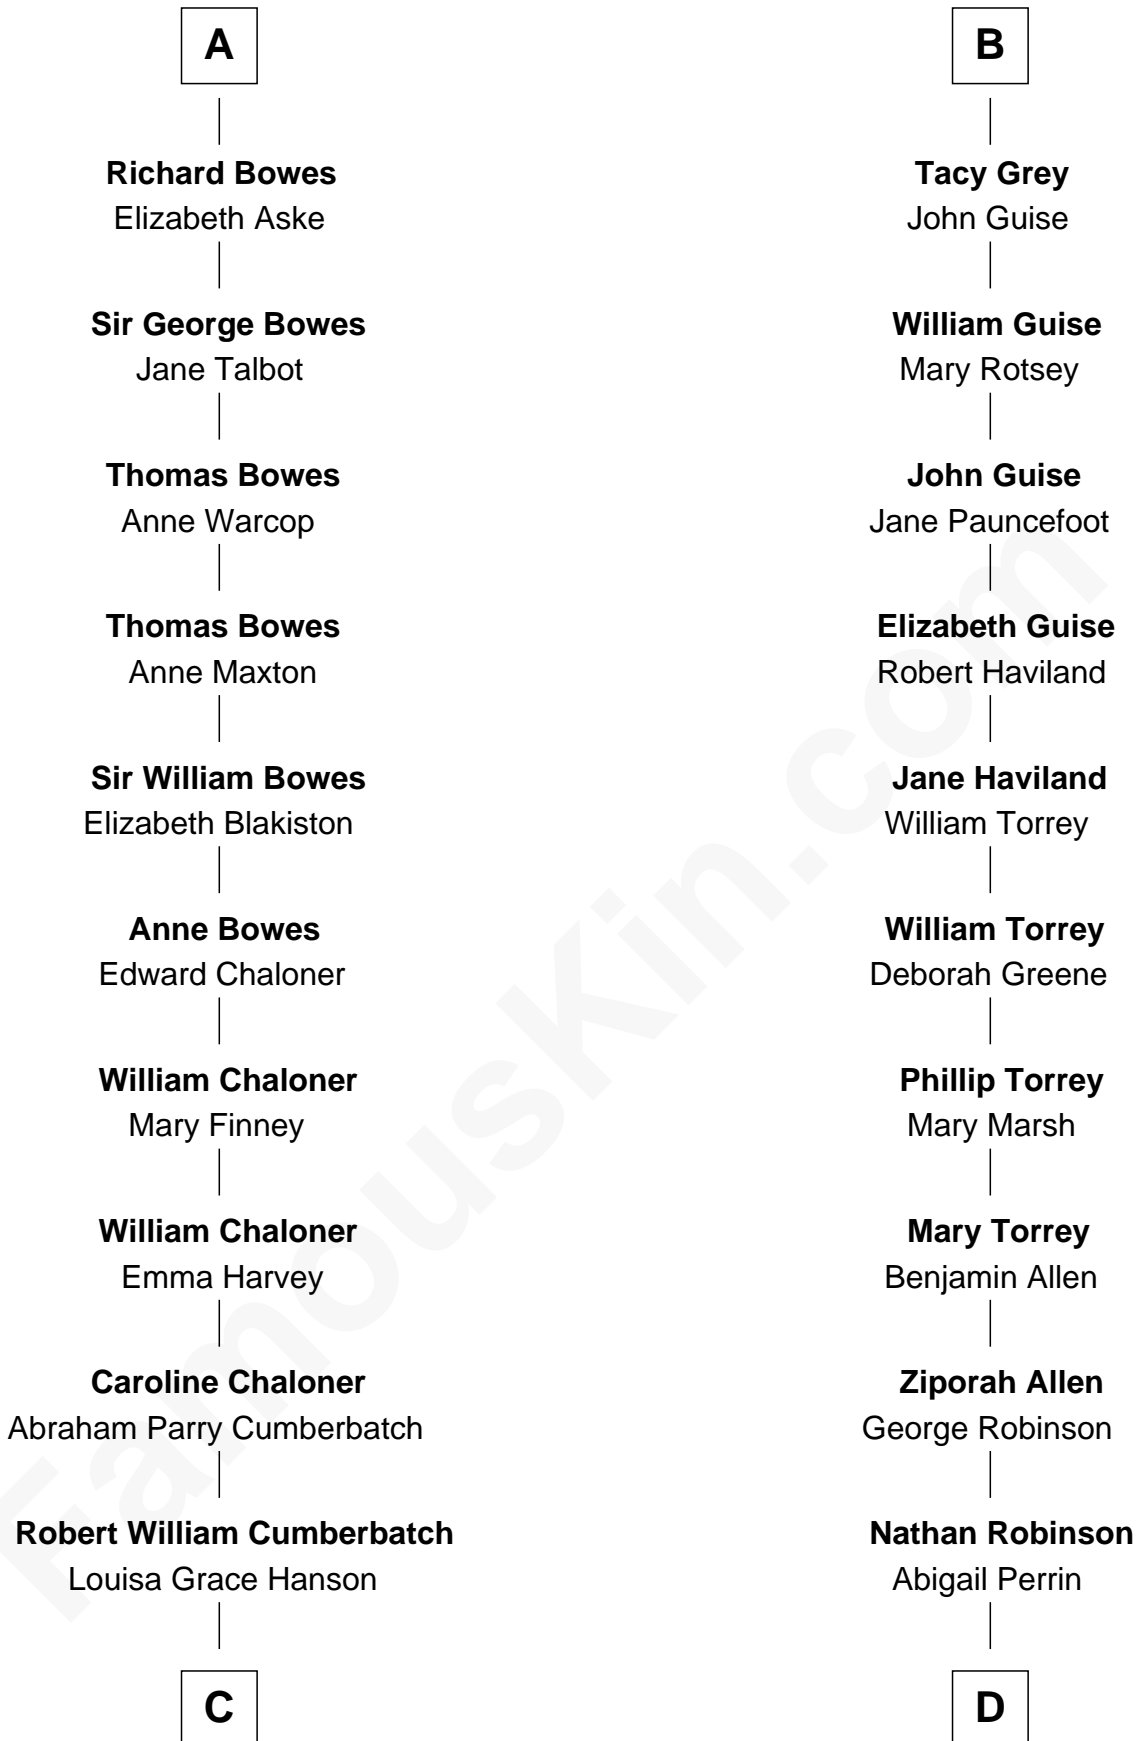 A
Richard Bowes
Elizabeth Aske
Sir George Bowes
Jane Talbot
Thomas Bowes
Anne Warcop
Thomas Bowes
Anne Maxton
Sir William Bowes
Elizabeth Blakiston
Anne Bowes
Edward Chaloner
William Chaloner
Mary Finney
William Chaloner
Emma Harvey
Caroline Chaloner
Abraham Parry Cumberbatch
Robert William Cumberbatch
Louisa Grace Hanson
C
B
Tacy Grey
John Guise
William Guise
Mary Rotsey
John Guise
Jane Pauncefoot
Elizabeth Guise
Robert Haviland
Jane Haviland
William Torrey
William Torrey
Deborah Greene
Phillip Torrey
Mary Marsh
Mary Torrey
Benjamin Allen
Ziporah Allen
George Robinson
Nathan Robinson
Abigail Perrin
D
FamousKin.com